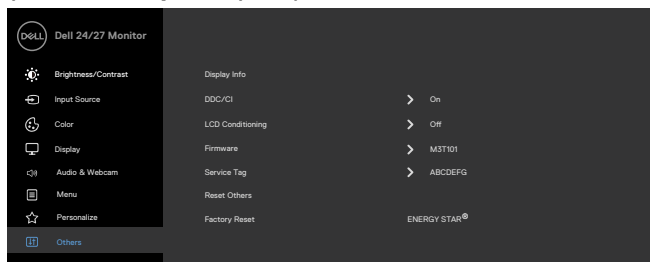 DELL Dell 24/27 Monitor
Brightness/Contrast Display Info
Input Source DDC/CI On
Color LCD Conditioning Off
Display Firmware M3T101
Audio & Webcam Service Tag ABCDEFG
Menu Reset Others
Personalize Factory Reset ENERGY STAR®
Others